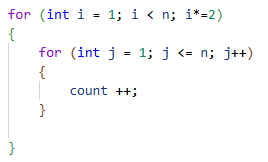 for (int i = 1; i < n; i*=2)
{
for (int j = 1; j <= n; j++)
{
count ++;
}
}